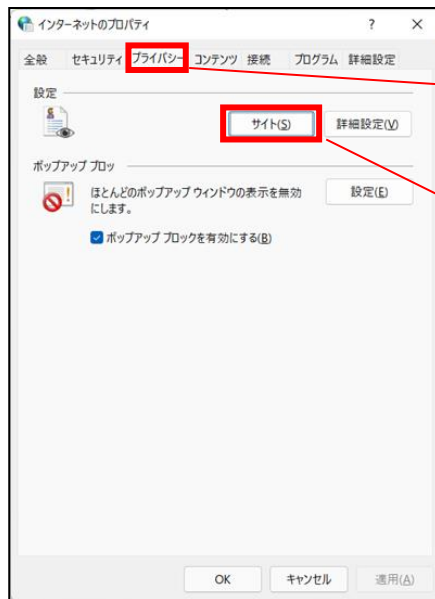 インターネットのプロパティ ? ×
全般 セキュリティ プライバシー コンテンツ 接続 プログラム 詳細設定
設定
サイト(S) 詳細設定(V)
ポップアップ ブロッ
ほとんどのポップアップ ウィンドウの表示を無効
にします。
設定(E)
ポップアップ ブロックを有効にする(B)
OK キャンセル 適用(A)